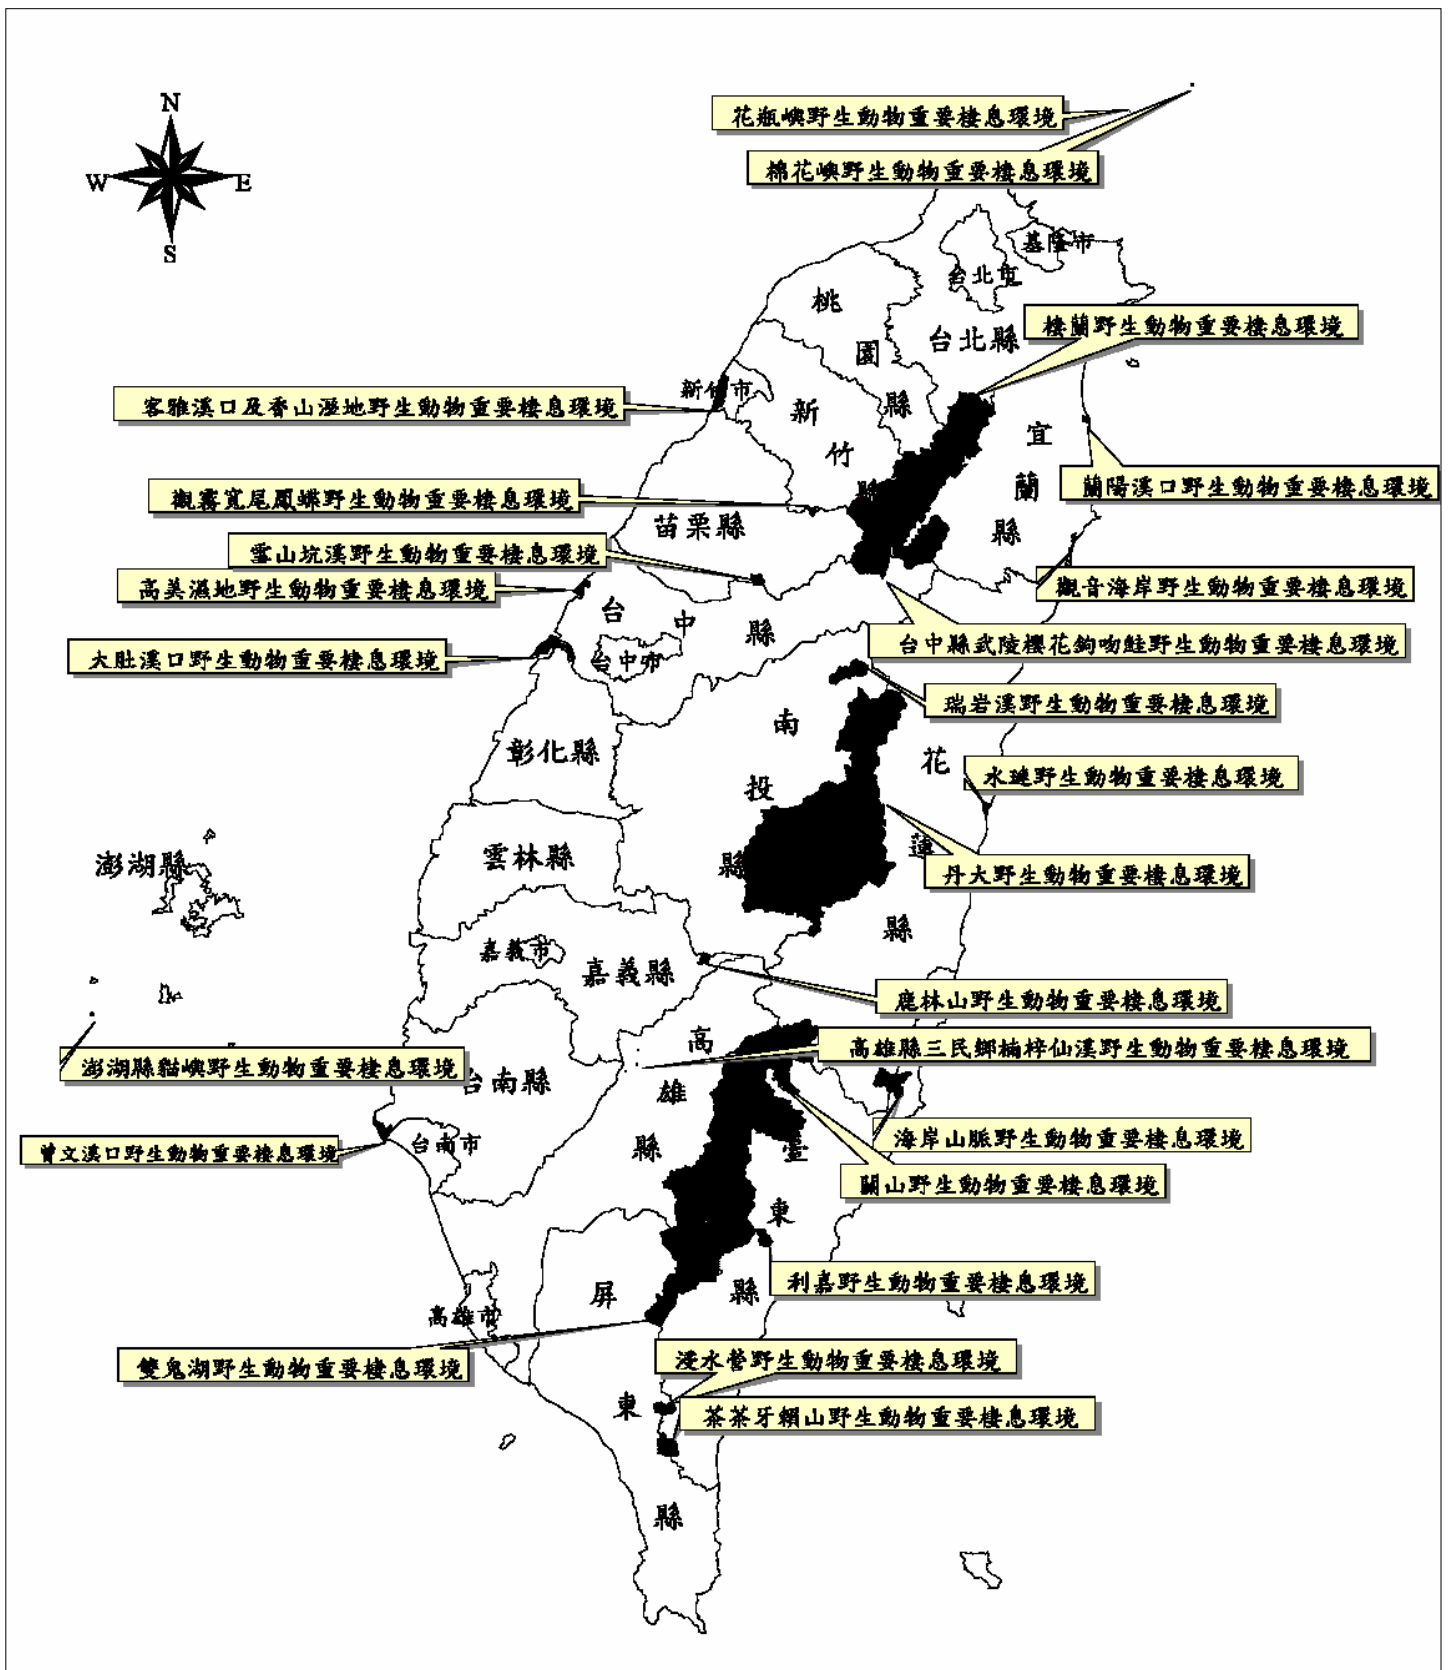 N
W
E
S
花瓶嶼野生動物重要棲息環境
棉花嶼野生動物重要棲息環境
基隆市
台北市
桃
園
縣
台北縣
棲蘭野生動物重要棲息環境
新竹市
客雅溪口及香山溼地野生動物重要棲息環境
新
竹
縣
宜
蘭
縣
蘭陽溪口野生動物重要棲息環境
觀霧寬尾鳳蝶野生動物重要棲息環境
苗栗縣
雪山坑溪野生動物重要棲息環境
高美濕地野生動物重要棲息環境
觀音海岸野生動物重要棲息環境
台
中
縣
台中縣武陵櫻花鉤吻鮭野生動物重要棲息環境
大肚溪口野生動物重要棲息環境
台中市
瑞岩溪野生動物重要棲息環境
南
投
縣
彰化縣
花
蓮
縣
水璉野生動物重要棲息環境
雲林縣
澎湖縣
丹大野生動物重要棲息環境
嘉義市
嘉義縣
鹿林山野生動物重要棲息環境
高
雄
縣
高雄縣三民鄉楠梓仙溪野生動物重要棲息環境
澎湖縣貓嶼野生動物重要棲息環境
台南縣
海岸山脈野生動物重要棲息環境
曾文溪口野生動物重要棲息環境
台南市
臺
東
縣
關山野生動物重要棲息環境
利嘉野生動物重要棲息環境
屏
東
縣
高雄市
雙鬼湖野生動物重要棲息環境
浸水營野生動物重要棲息環境
茶茶牙賴山野生動物重要棲息環境